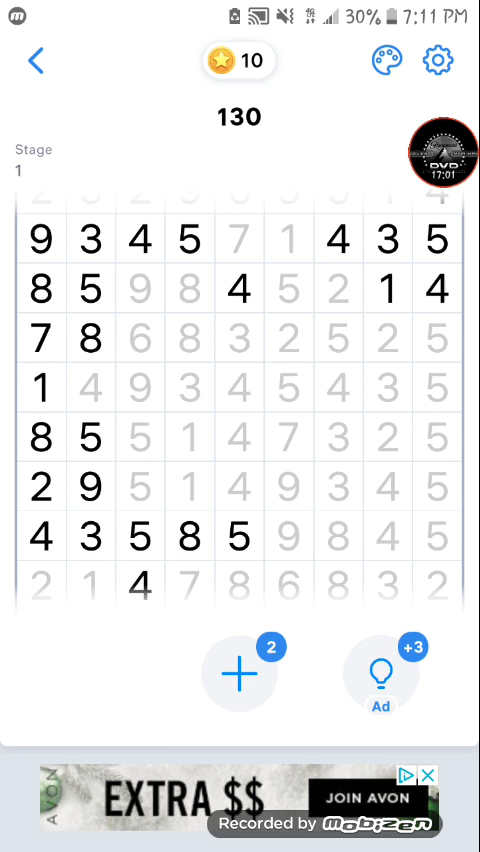 m 4G 30% 7:11 PM
10
130
Stage
1
17:01
4
9 3 4 5 7 1 4 3 5
8 5 9 8 4 5 2 1 4
7 8 6 8 3 2 5 2 5
1 4 9 3 4 5 4 3 5
8 5 5 1 4 7 3 2 5
2 9 5 1 4 9 3 4 5
4 3 5 8 5 9 8 4 5
2 1 4 7 8 6 8 3 2
2
+3
Ad
AVON
EXTRA $$
JOIN AVON
Recorded by mobizen